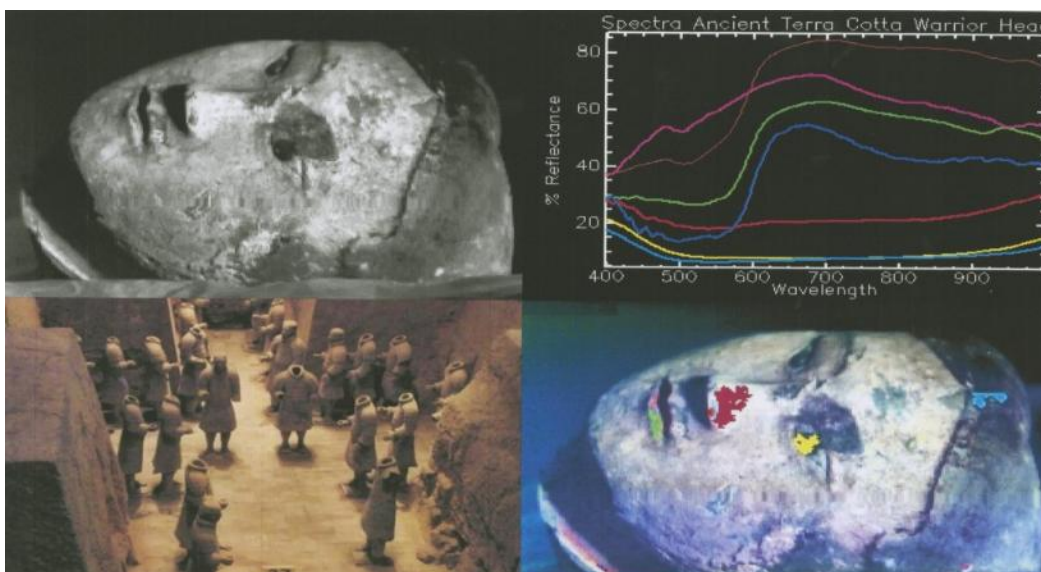 Spectra Ancient Terra Cotta Warrior Hea
80
60
40
20
% Reflectance
400 500 600 700 800 900
Wavelength